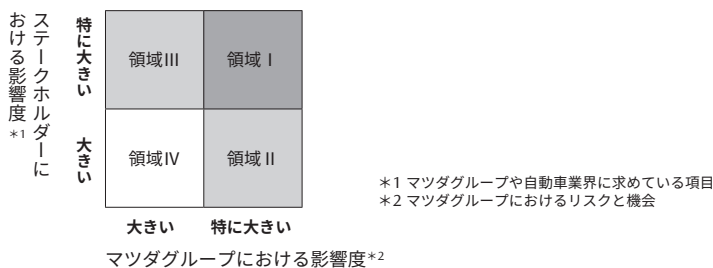 ステークホルダーに
おける影響度*1
特に大きい
大きい
領域III
領域 I
領域IV
領域 II
大きい
特に大きい
マツダグループにおける影響度*2
*1 マツダグループや自動車業界に求めている項目
*2 マツダグループにおけるリスクと機会